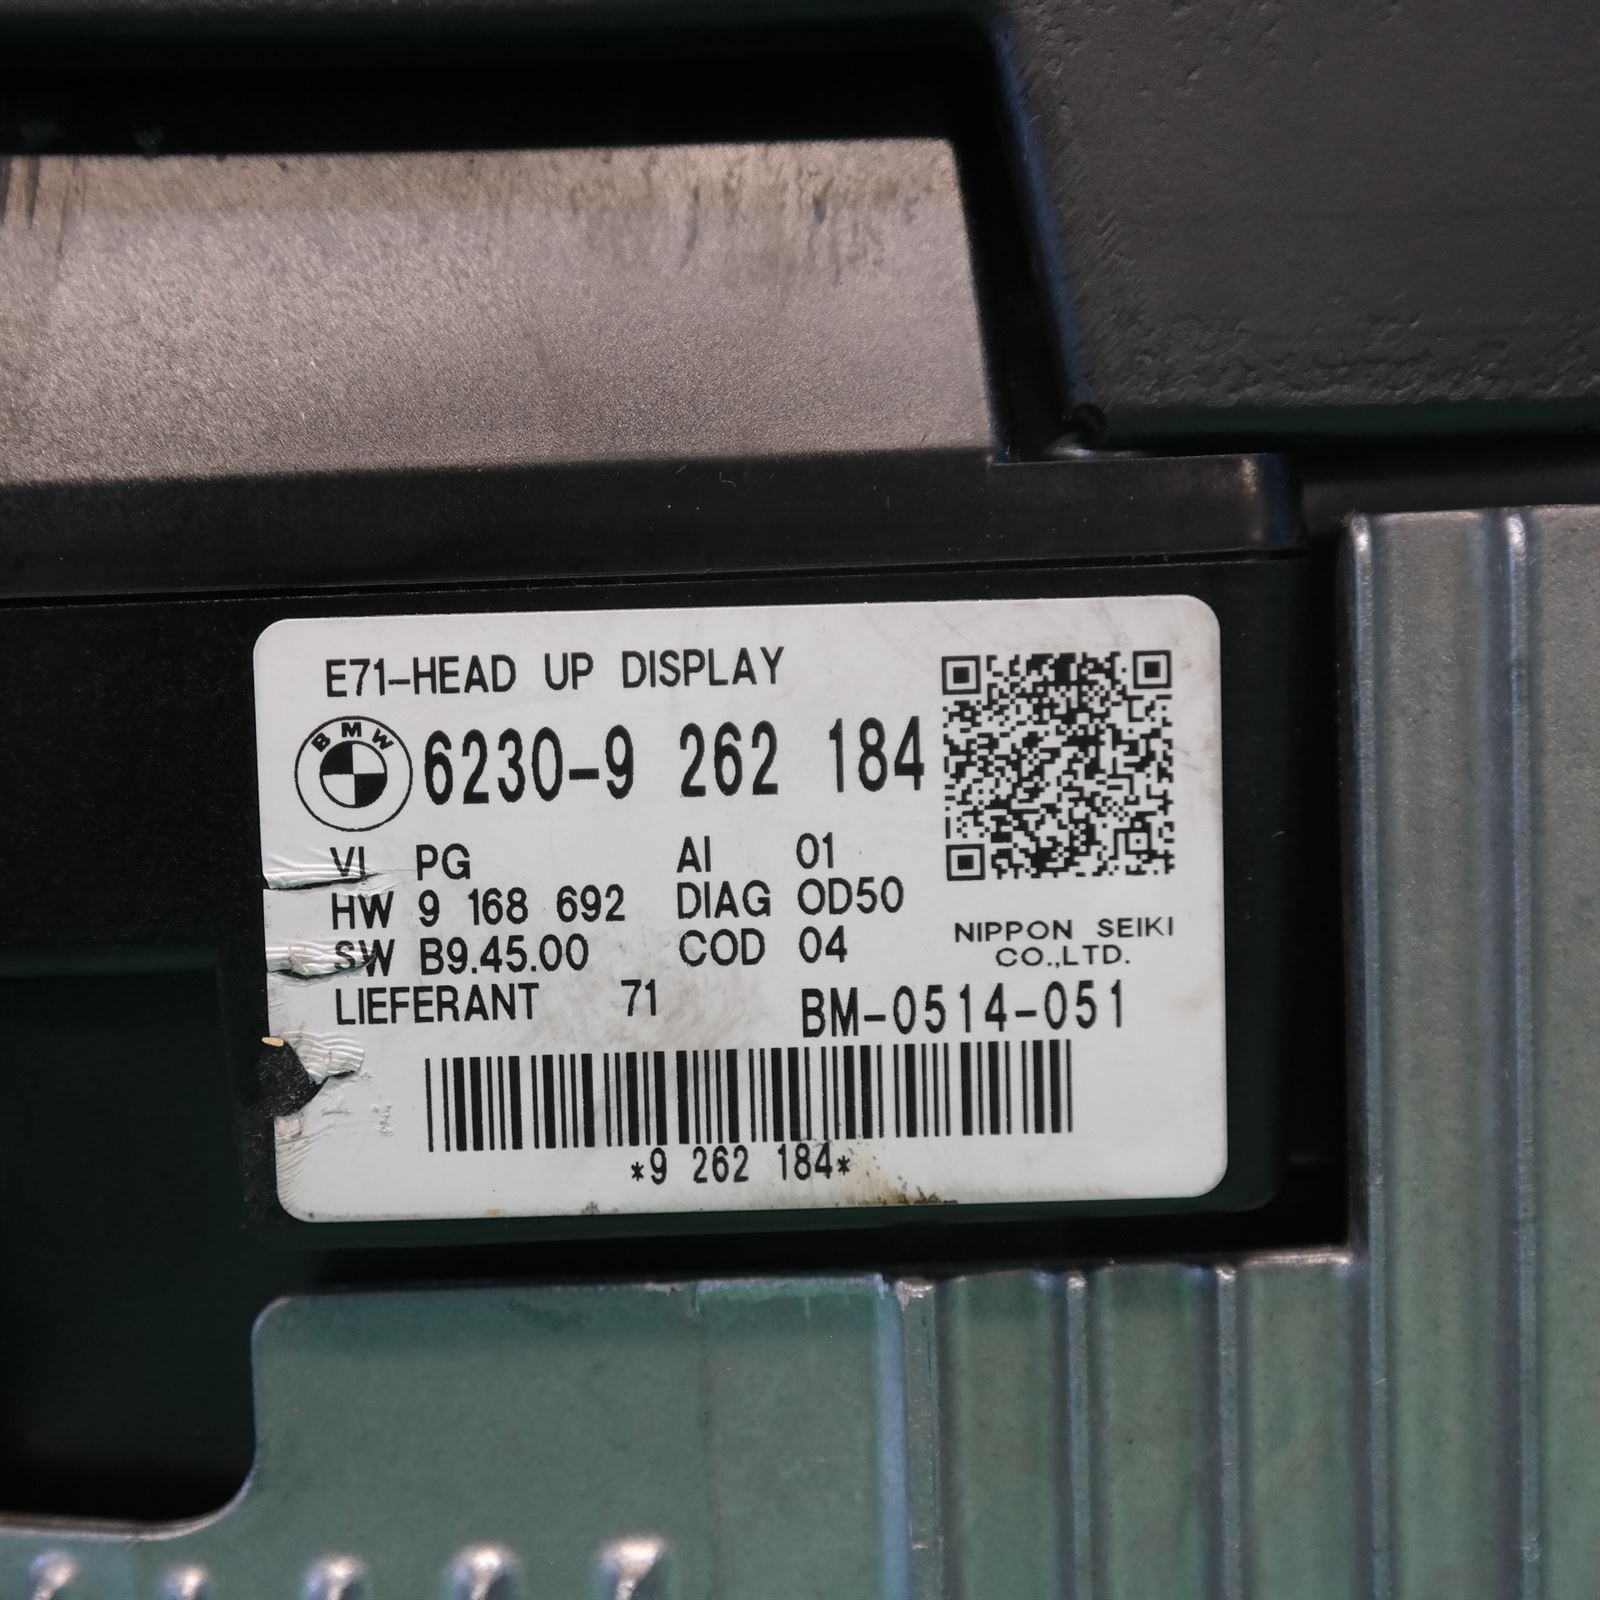 E71-HEAD UP DISPLAY
BMW
6230-9 262 184
VI PG AI 01
HW 9 168 692 DIAG 0D50
SW B9.45.00 COD 04
NIPPON SEIKI
CO.,LTD.
LIEFERANT 71 BM-0514-051
*9 262 184*